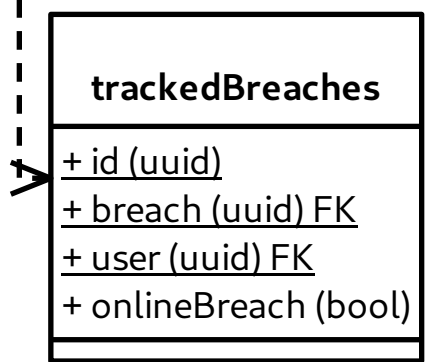 trackedBreaches
+ id (uuid)
+ breach (uuid) FK
+ user (uuid) FK
+ onlineBreach (bool)